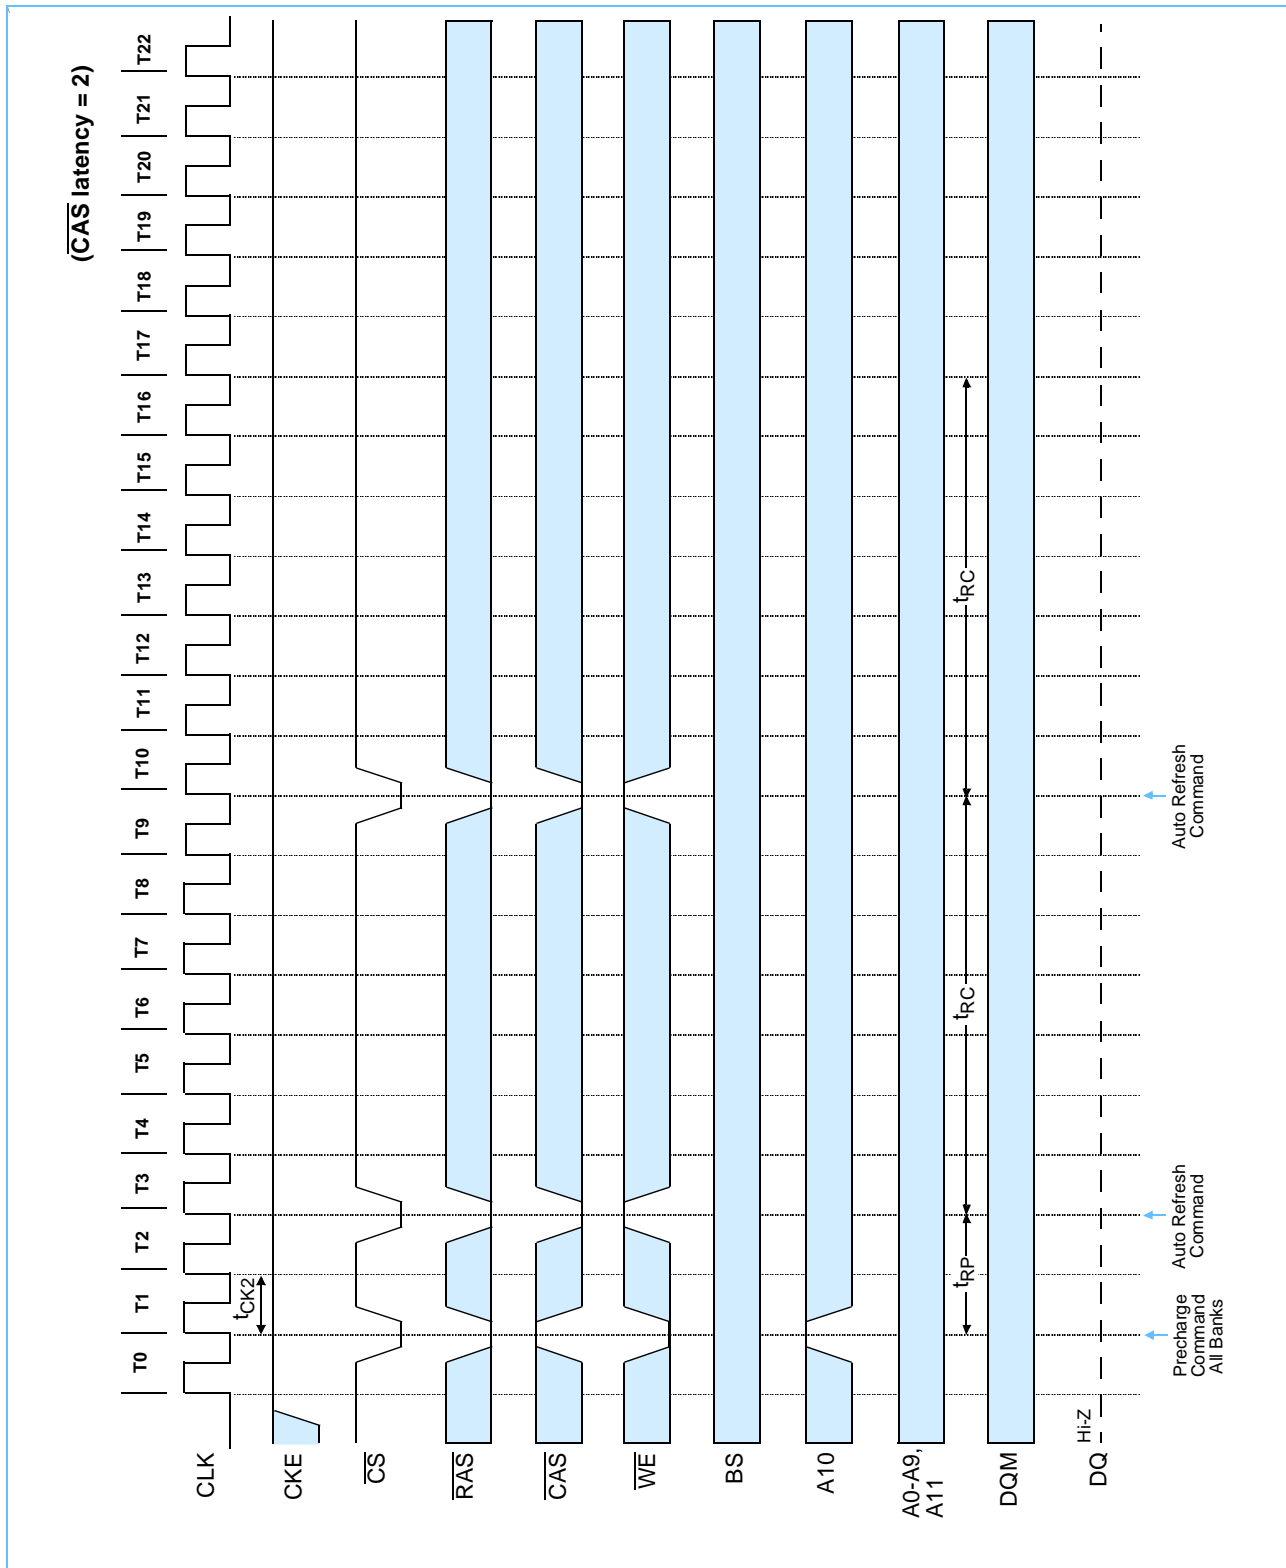 (CAS latency = 2)
T0 T1 T2 T3 T4 T5 T6 T7 T8 T9 T10 T11 T12 T13 T14 T15 T16 T17 T18 T19 T20 T21 T22
CLK
tCK2
CKE
CS
RAS
CAS
WE
BS
A10
A0-A9,
A11
tRP
tRC
tRC
DQM
DQ
Hi-Z
Precharge
Command
All Banks
Auto Refresh
Command
Auto Refresh
Command